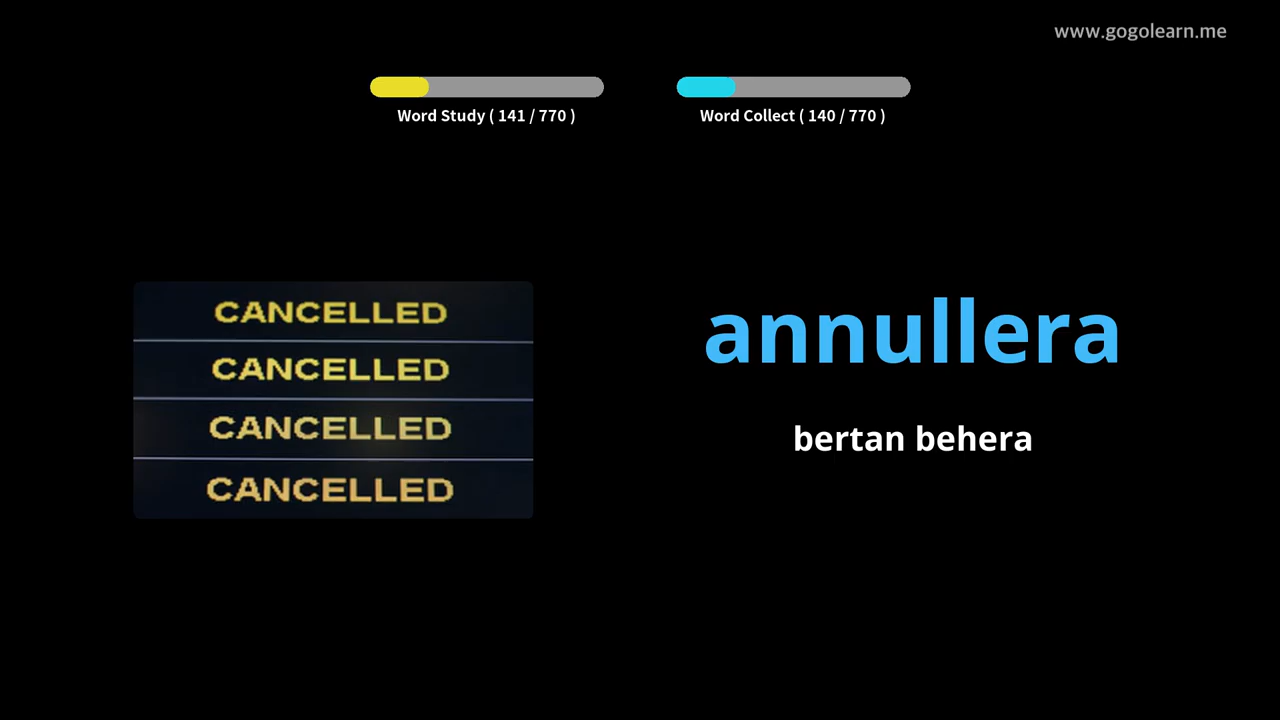 www.gogolearn.me
Word Study ( 141 / 770 )
Word Collect ( 140 / 770 )
CANCELLED
CANCELLED
CANCELLED
CANCELLED
annullera
bertan behera